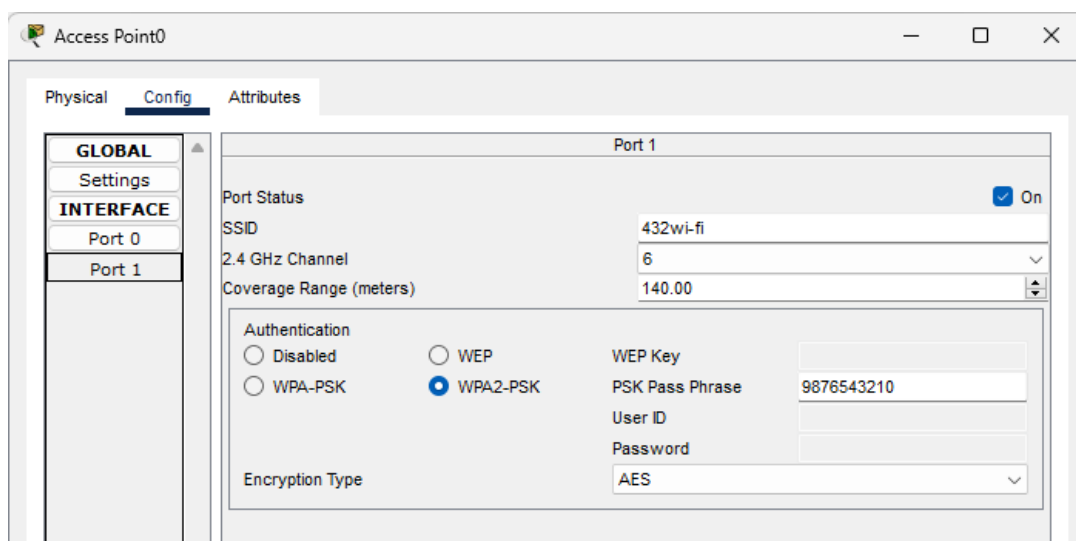 Access Point0
Physical Config Attributes
GLOBAL
Settings
INTERFACE
Port 0
Port 1
Port 1
Port Status On
SSID 432wi-fi
2.4 GHz Channel 6
Coverage Range (meters) 140.00
Authentication
Disabled WEP WEP Key
WPA-PSK WPA2-PSK PSK Pass Phrase 9876543210
User ID
Password
Encryption Type AES